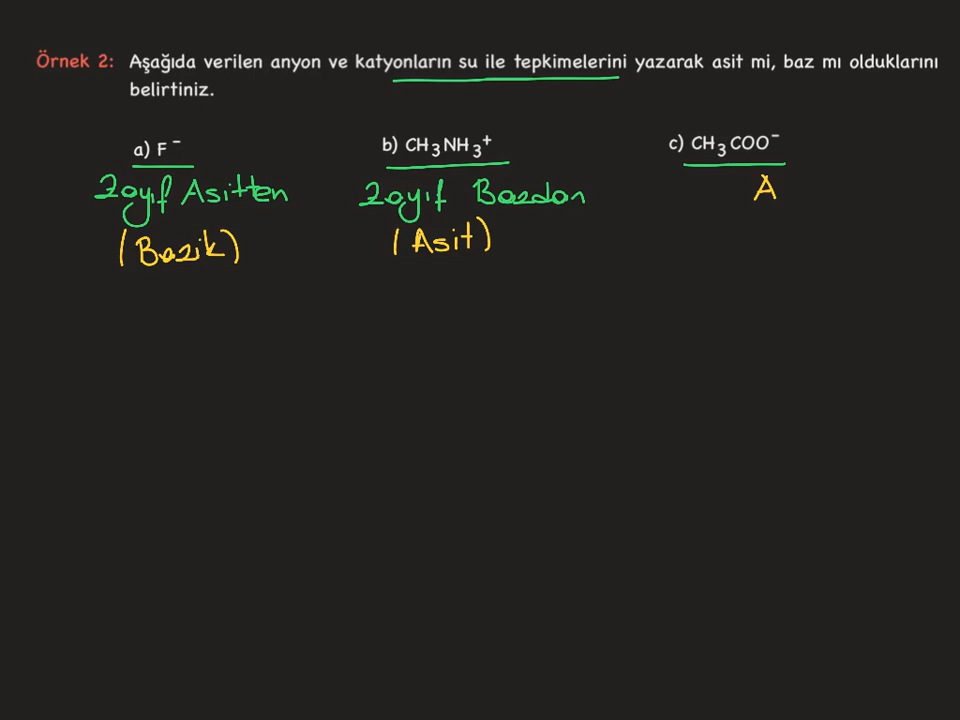 Örnek 2: Aşağıda verilen anyon ve katyonların su ile tepkimelerini yazarak asit mi, baz mı olduklarını
belirtiniz.
a) F⁻ b) CH₃NH₃⁺ c) CH₃COO⁻
Zayıf Asitten Zayıf Bazdan A
(Bazik) (Asit)